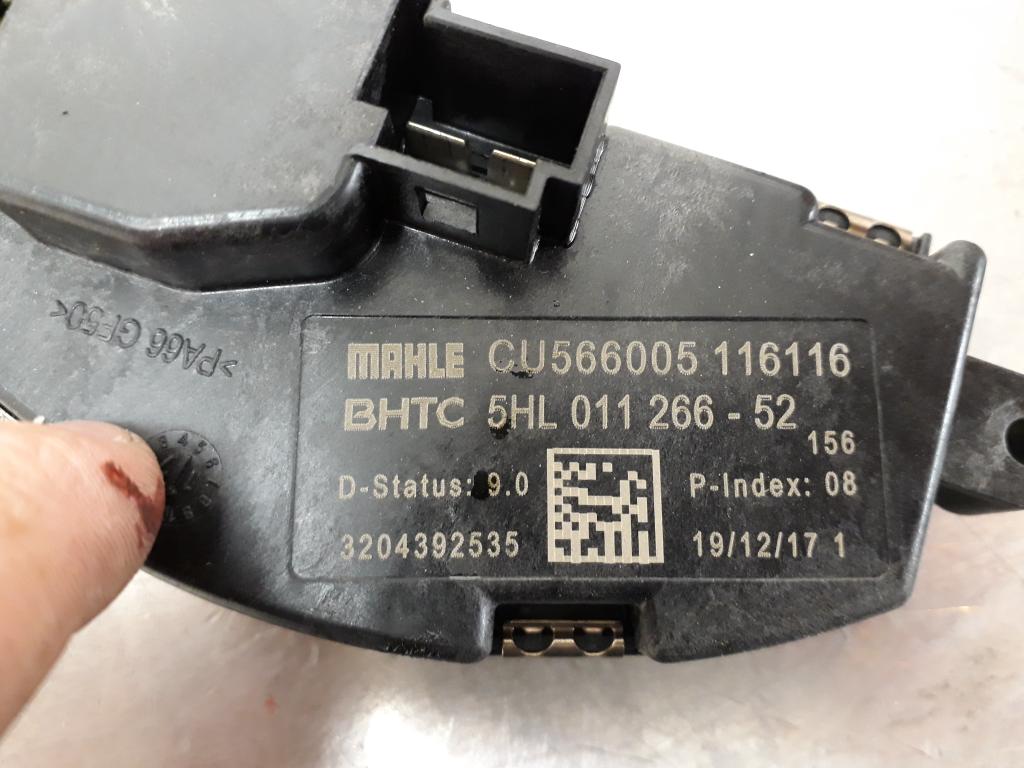 >PA66 GF50<
MAHLE CU566005 116116
BHTC 5HL 011 266 - 52
156
D-Status: 9.0 P-Index: 08
3204392535 19/12/17 1